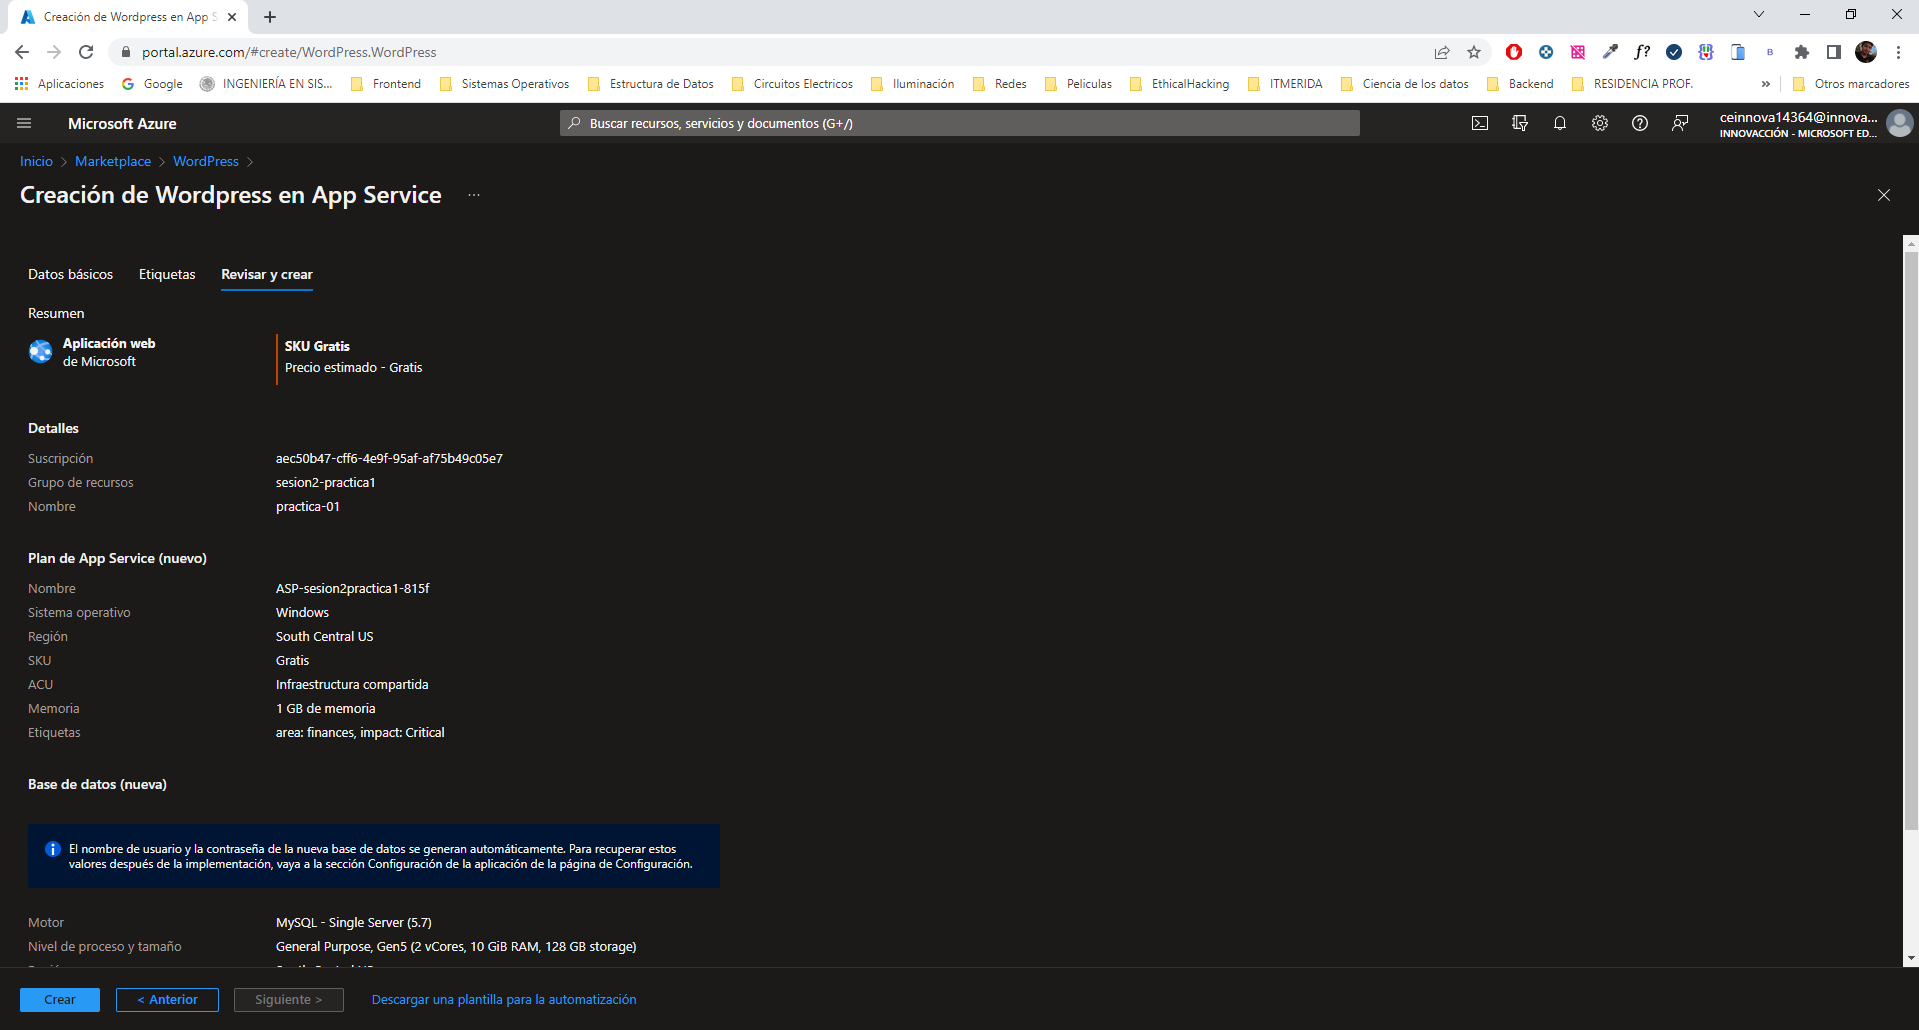 Creación de Wordpress en App S
portal.azure.com/#create/WordPress.WordPress
f?
B
Aplicaciones
Google
INGENIERÍA EN SIS...
Frontend
Sistemas Operativos
Estructura de Datos
Circuitos Electricos
Iluminación
Redes
Peliculas
EthicalHacking
ITMERIDA
Ciencia de los datos
Backend
RESIDENCIA PROF.
»
Otros marcadores
Microsoft Azure
Buscar recursos, servicios y documentos (G+/)
ceinnova14364@innova...
INNOVACCIÓN - MICROSOFT ED...
Inicio > Marketplace > WordPress >
Creación de Wordpress en App Service ...
Datos básicos
Etiquetas
Revisar y crear
Resumen
Aplicación web
de Microsoft
SKU Gratis
Precio estimado - Gratis
Detalles
Suscripción aec50b47-cff6-4e9f-95af-af75b49c05e7
Grupo de recursos sesion2-practica1
Nombre practica-01
Plan de App Service (nuevo)
Nombre ASP-sesion2practica1-815f
Sistema operativo Windows
Región South Central US
SKU Gratis
ACU Infraestructura compartida
Memoria 1 GB de memoria
Etiquetas area: finances, impact: Critical
Base de datos (nueva)
El nombre de usuario y la contraseña de la nueva base de datos se generan automáticamente. Para recuperar estos
valores después de la implementación, vaya a la sección Configuración de la aplicación de la página de Configuración.
Motor MySQL - Single Server (5.7)
Nivel de proceso y tamaño General Purpose, Gen5 (2 vCores, 10 GiB RAM, 128 GB storage)
Crear
< Anterior
Siguiente >
Descargar una plantilla para la automatización